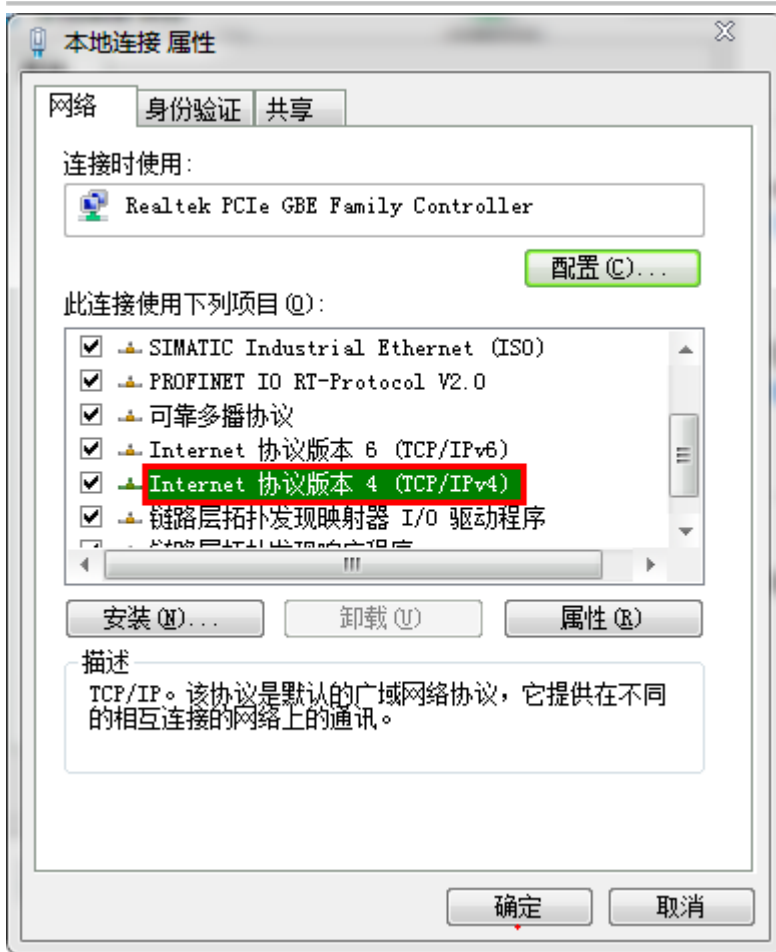 本地连接 属性
网络 身份验证 共享
连接时使用:
Realtek PCIe GBE Family Controller
配置(C)...
此连接使用下列项目(O):
SIMATIC Industrial Ethernet (ISO)
PROFINET IO RT-Protocol V2.0
可靠多播协议
Internet 协议版本 6 (TCP/IPv6)
Internet 协议版本 4 (TCP/IPv4)
链路层拓扑发现映射器 I/O 驱动程序
安装(N)... 卸载(U) 属性(R)
描述
TCP/IP。该协议是默认的广域网络协议，它提供在不同
的相互连接的网络上的通讯。
确定 取消